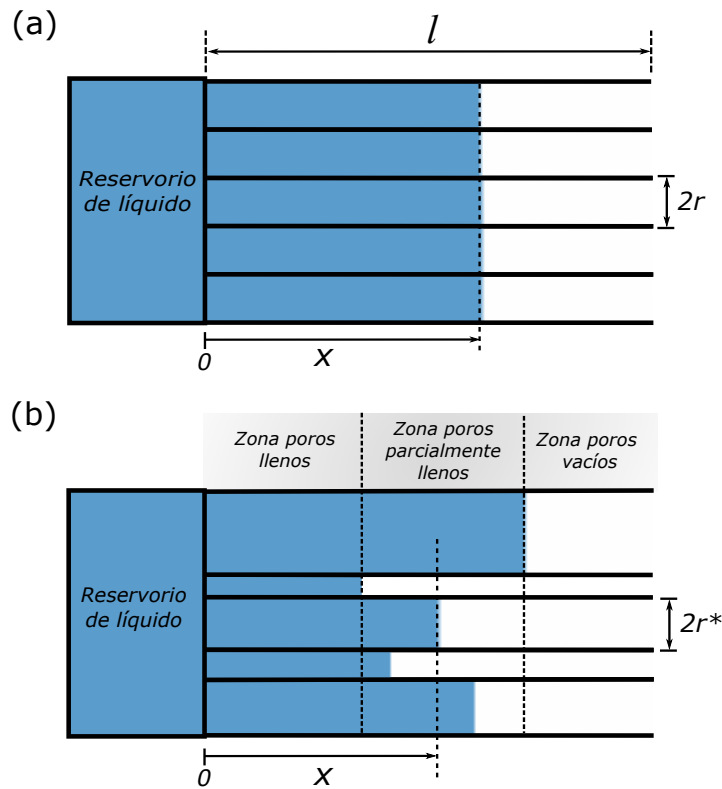 (a)
l
Reservorio
de líquido
2r
0
x
(b)
Zona poros
llenos
Zona poros
parcialmente
llenos
Zona poros
vacíos
Reservorio
de líquido
2r*
0
x